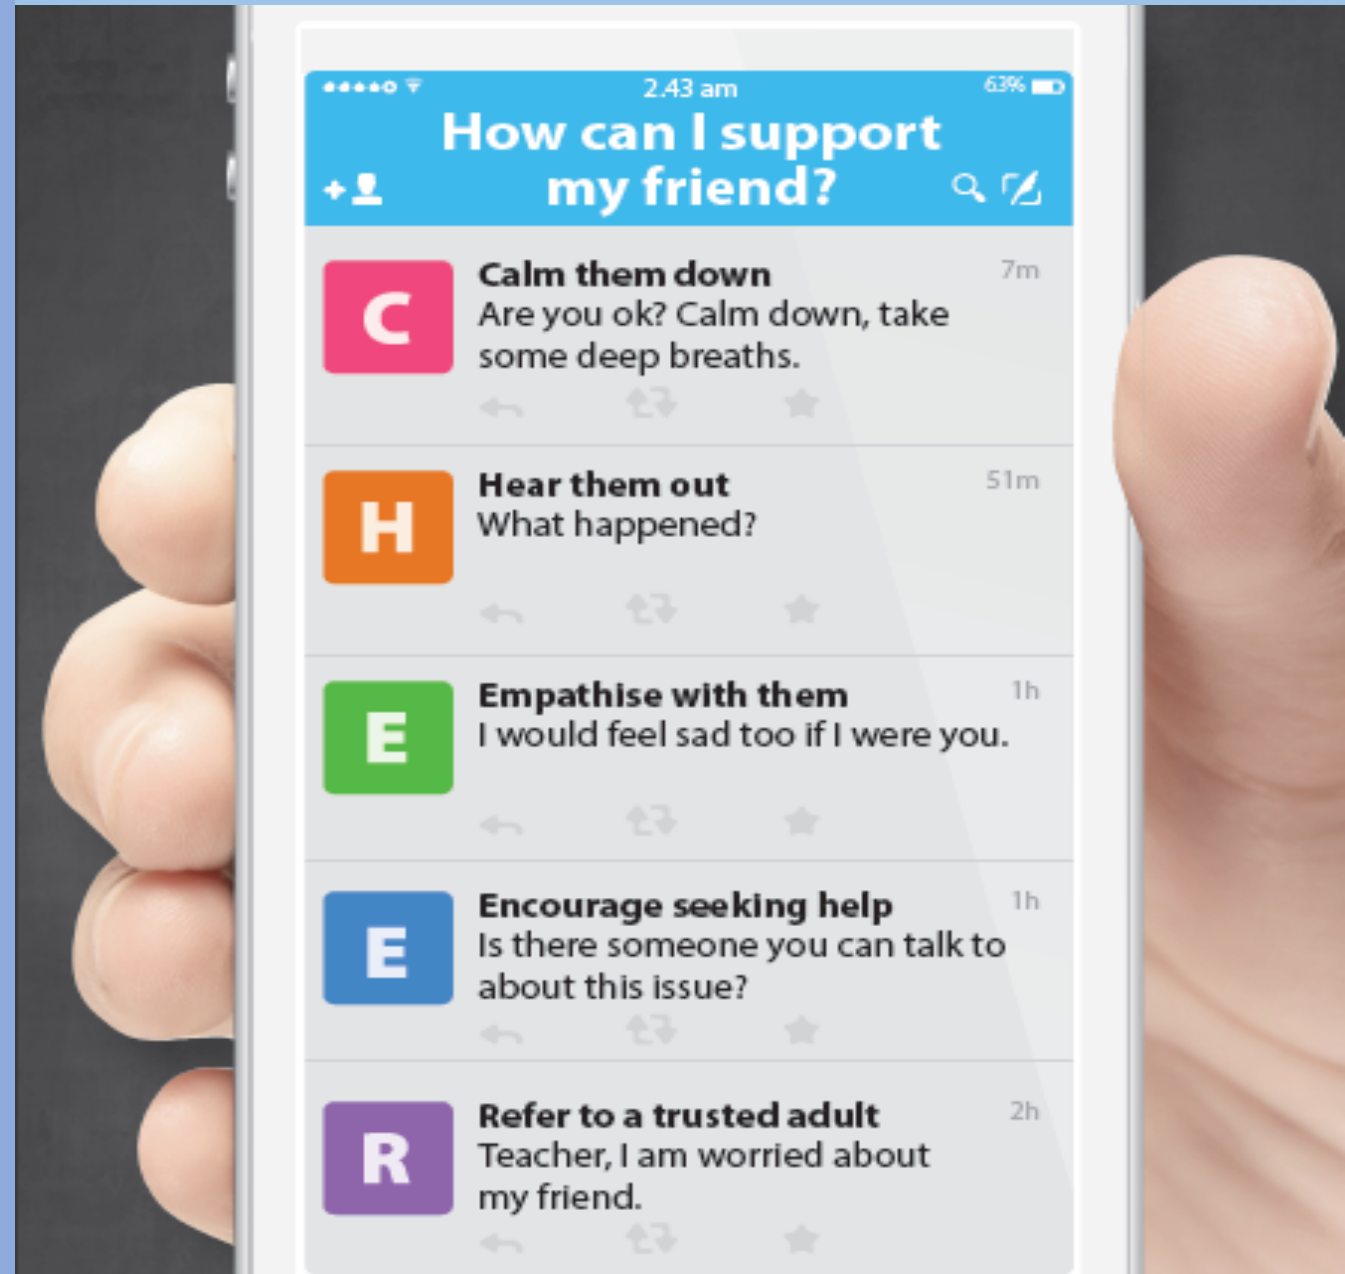 2.43 am
63%
How can I support
my friend?
C
Calm them down
7m
Are you ok? Calm down, take
some deep breaths.
H
Hear them out
51m
What happened?
E
Empathise with them
1h
I would feel sad too if I were you.
E
Encourage seeking help
1h
Is there someone you can talk to
about this issue?
R
Refer to a trusted adult
2h
Teacher, I am worried about
my friend.